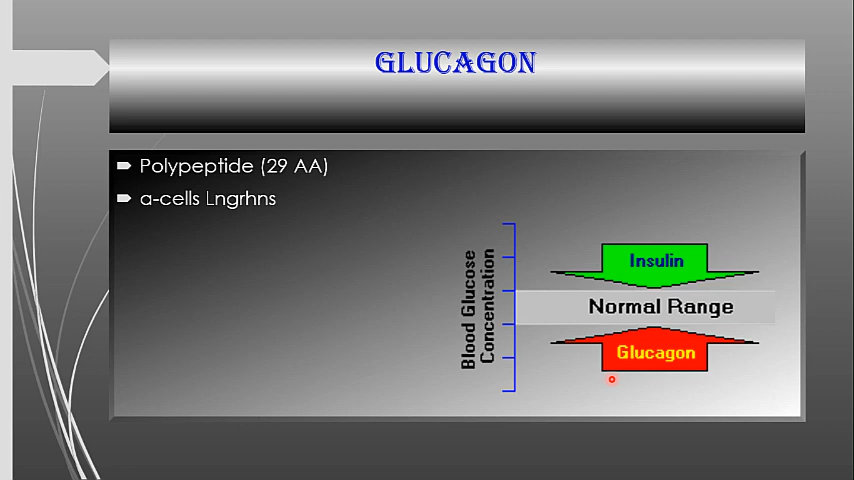 GLUCAGON
Polypeptide (29 AA)
α-cells Lngrhns
Blood Glucose
Concentration
Insulin
Normal Range
Glucagon